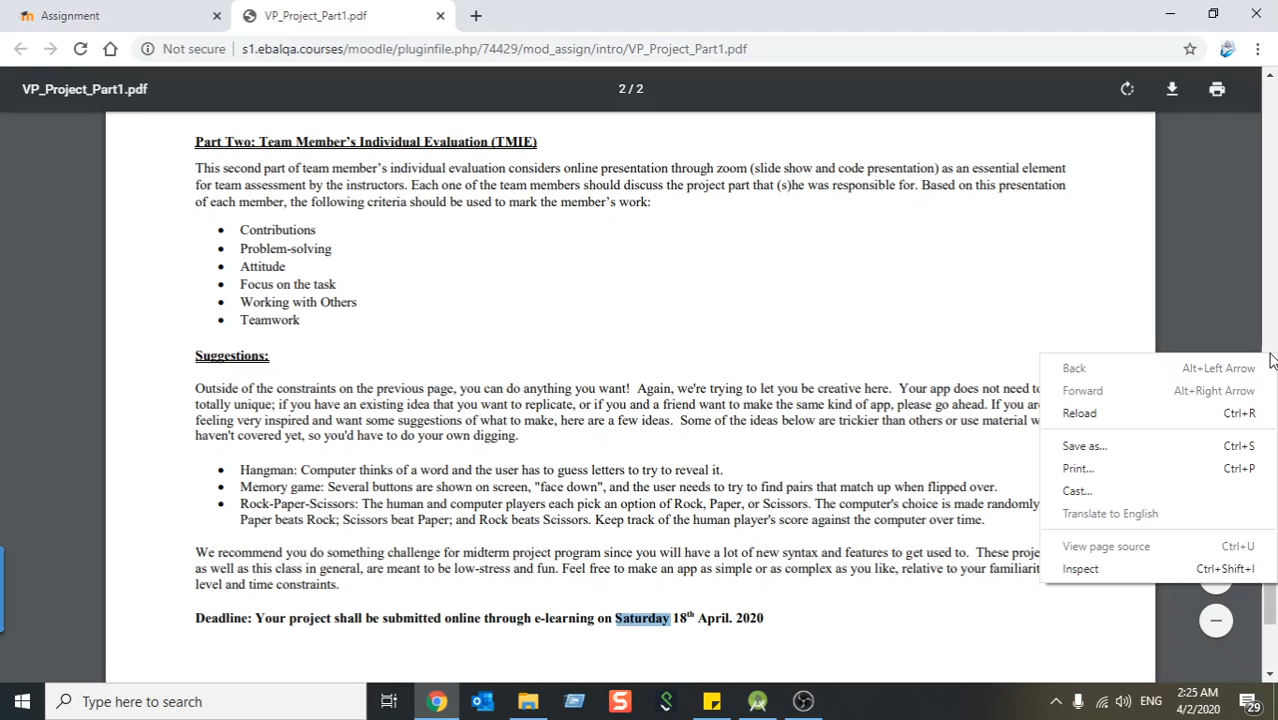 Assignment
VP_Project_Part1.pdf
Not secure
s1.ebalqa.courses/moodle/pluginfile.php/74429/mod_assign/intro/VP_Project_Part1.pdf
VP_Project_Part1.pdf
2 / 2
Part Two: Team Member's Individual Evaluation (TMIE)
This second part of team member's individual evaluation considers online presentation through zoom (slide show and code presentation) as an essential element
for team assessment by the instructors. Each one of the team members should discuss the project part that (s)he was responsible for. Based on this presentation
of each member, the following criteria should be used to mark the member's work:
• Contributions
• Problem-solving
• Attitude
• Focus on the task
• Working with Others
• Teamwork
Suggestions:
Outside of the constraints on the previous page, you can do anything you want! Again, we're trying to let you be creative here. Your app does not need to
totally unique; if you have an existing idea that you want to replicate, or if you and a friend want to make the same kind of app, please go ahead. If you are
feeling very inspired and want some suggestions of what to make, here are a few ideas. Some of the ideas below are trickier than others or use material w
haven't covered yet, so you'd have to do your own digging.
• Hangman: Computer thinks of a word and the user has to guess letters to try to reveal it.
• Memory game: Several buttons are shown on screen, "face down", and the user needs to try to find pairs that match up when flipped over.
• Rock-Paper-Scissors: The human and computer players each pick an option of Rock, Paper, or Scissors. The computer's choice is made randomly
Paper beats Rock; Scissors beat Paper; and Rock beats Scissors. Keep track of the human player's score against the computer over time.
We recommend you do something challenge for midterm project program since you will have a lot of new syntax and features to get used to. These proje
as well as this class in general, are meant to be low-stress and fun. Feel free to make an app as simple or as complex as you like, relative to your familiarit
level and time constraints.
Deadline: Your project shall be submitted online through e-learning on Saturday 18th April. 2020
Back Alt+Left Arrow
Forward Alt+Right Arrow
Reload Ctrl+R
Save as... Ctrl+S
Print... Ctrl+P
Cast...
Translate to English
View page source Ctrl+U
Inspect Ctrl+Shift+I
Type here to search
ENG
2:25 AM
4/2/2020
29